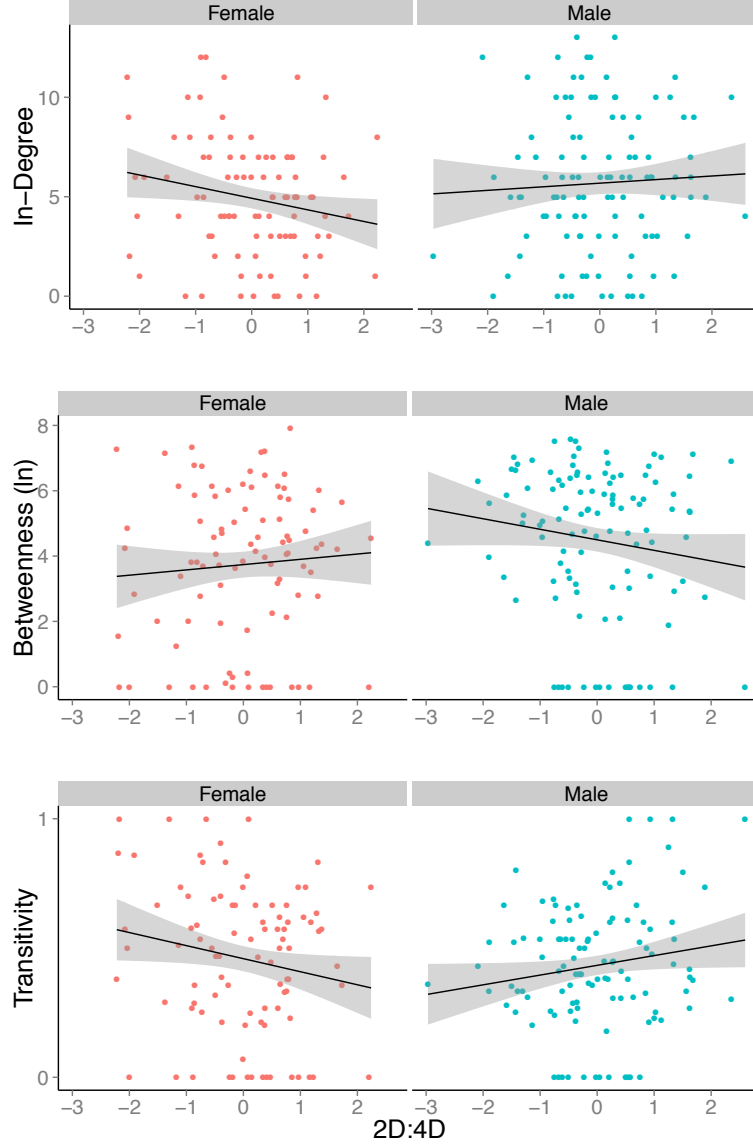 Female Male
In−Degree
10
5
0
−3 −2 −1 0 1 2 −3 −2 −1 0 1 2
Female Male
Betweenness (ln)
8
6
4
2
0
−3 −2 −1 0 1 2 −3 −2 −1 0 1 2
Female Male
Transitivity
1
0
−3 −2 −1 0 1 2 −3 −2 −1 0 1 2
2D:4D